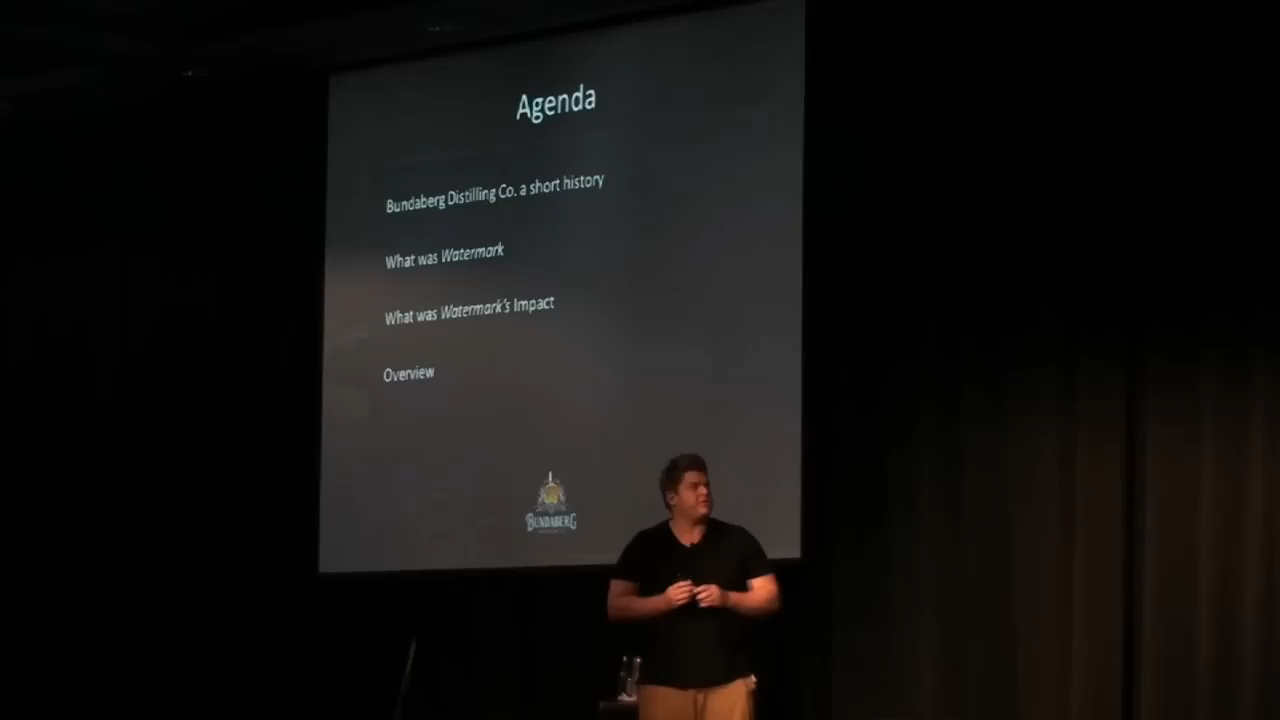 Agenda
Bundaberg Distilling Co. a short history
What was Watermark
What was Watermark's Impact
Overview
BUNDABERG